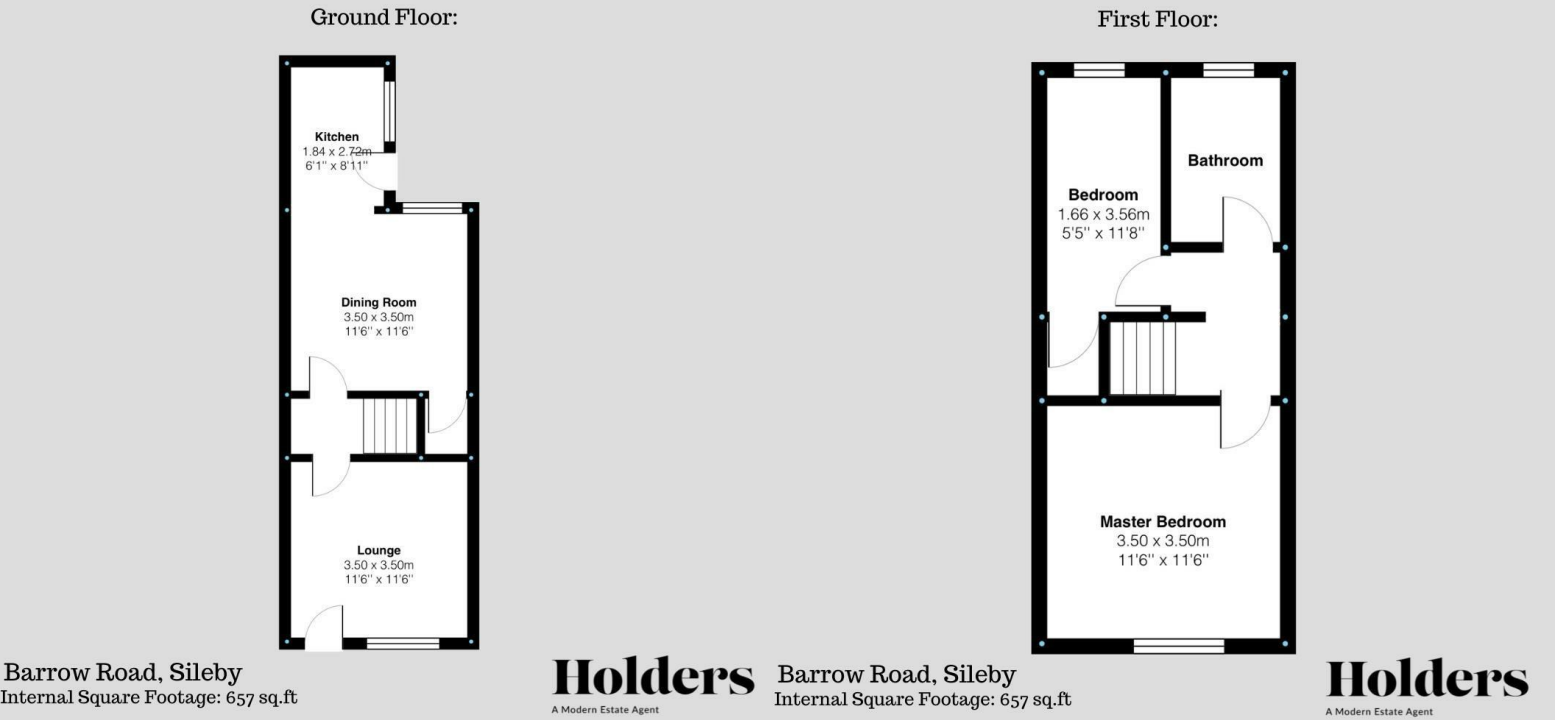 Ground Floor:
Kitchen
1.84 x 2.72m
6'1" x 8'11"
Dining Room
3.50 x 3.50m
11'6" x 11'6"
Lounge
3.50 x 3.50m
11'6" x 11'6"
Barrow Road, Sileby
Internal Square Footage: 657 sq.ft
Holders
A Modern Estate Agent
First Floor:
Bathroom
Bedroom
1.66 x 3.56m
5'5" x 11'8"
Master Bedroom
3.50 x 3.50m
11'6" x 11'6"
Barrow Road, Sileby
Internal Square Footage: 657 sq.ft
Holders
A Modern Estate Agent